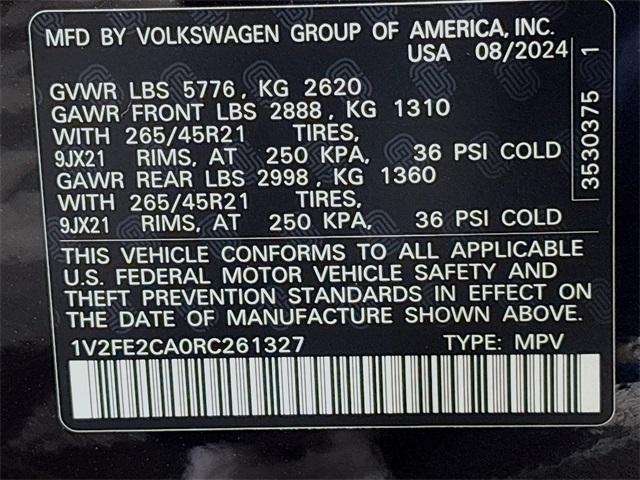 MFD BY VOLKSWAGEN GROUP OF AMERICA, INC.
USA 08/2024
GVWR LBS 5776, KG 2620
GAWR FRONT LBS 2888, KG 1310
WITH 265/45R21 TIRES,
9JX21 RIMS, AT 250 KPA, 36 PSI COLD
GAWR REAR LBS 2998, KG 1360
WITH 265/45R21 TIRES,
9JX21 RIMS, AT 250 KPA, 36 PSI COLD
3530375 1
THIS VEHICLE CONFORMS TO ALL APPLICABLE
U.S. FEDERAL MOTOR VEHICLE SAFETY AND
THEFT PREVENTION STANDARDS IN EFFECT ON
THE DATE OF MANUFACTURE SHOWN ABOVE.
1V2FE2CA0RC261327 TYPE: MPV